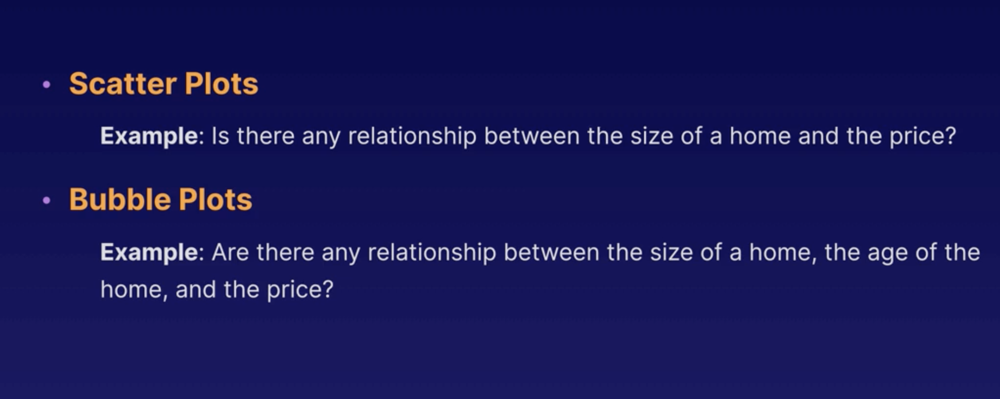 • Scatter Plots
Example: Is there any relationship between the size of a home and the price?
• Bubble Plots
Example: Are there any relationship between the size of a home, the age of the
home, and the price?